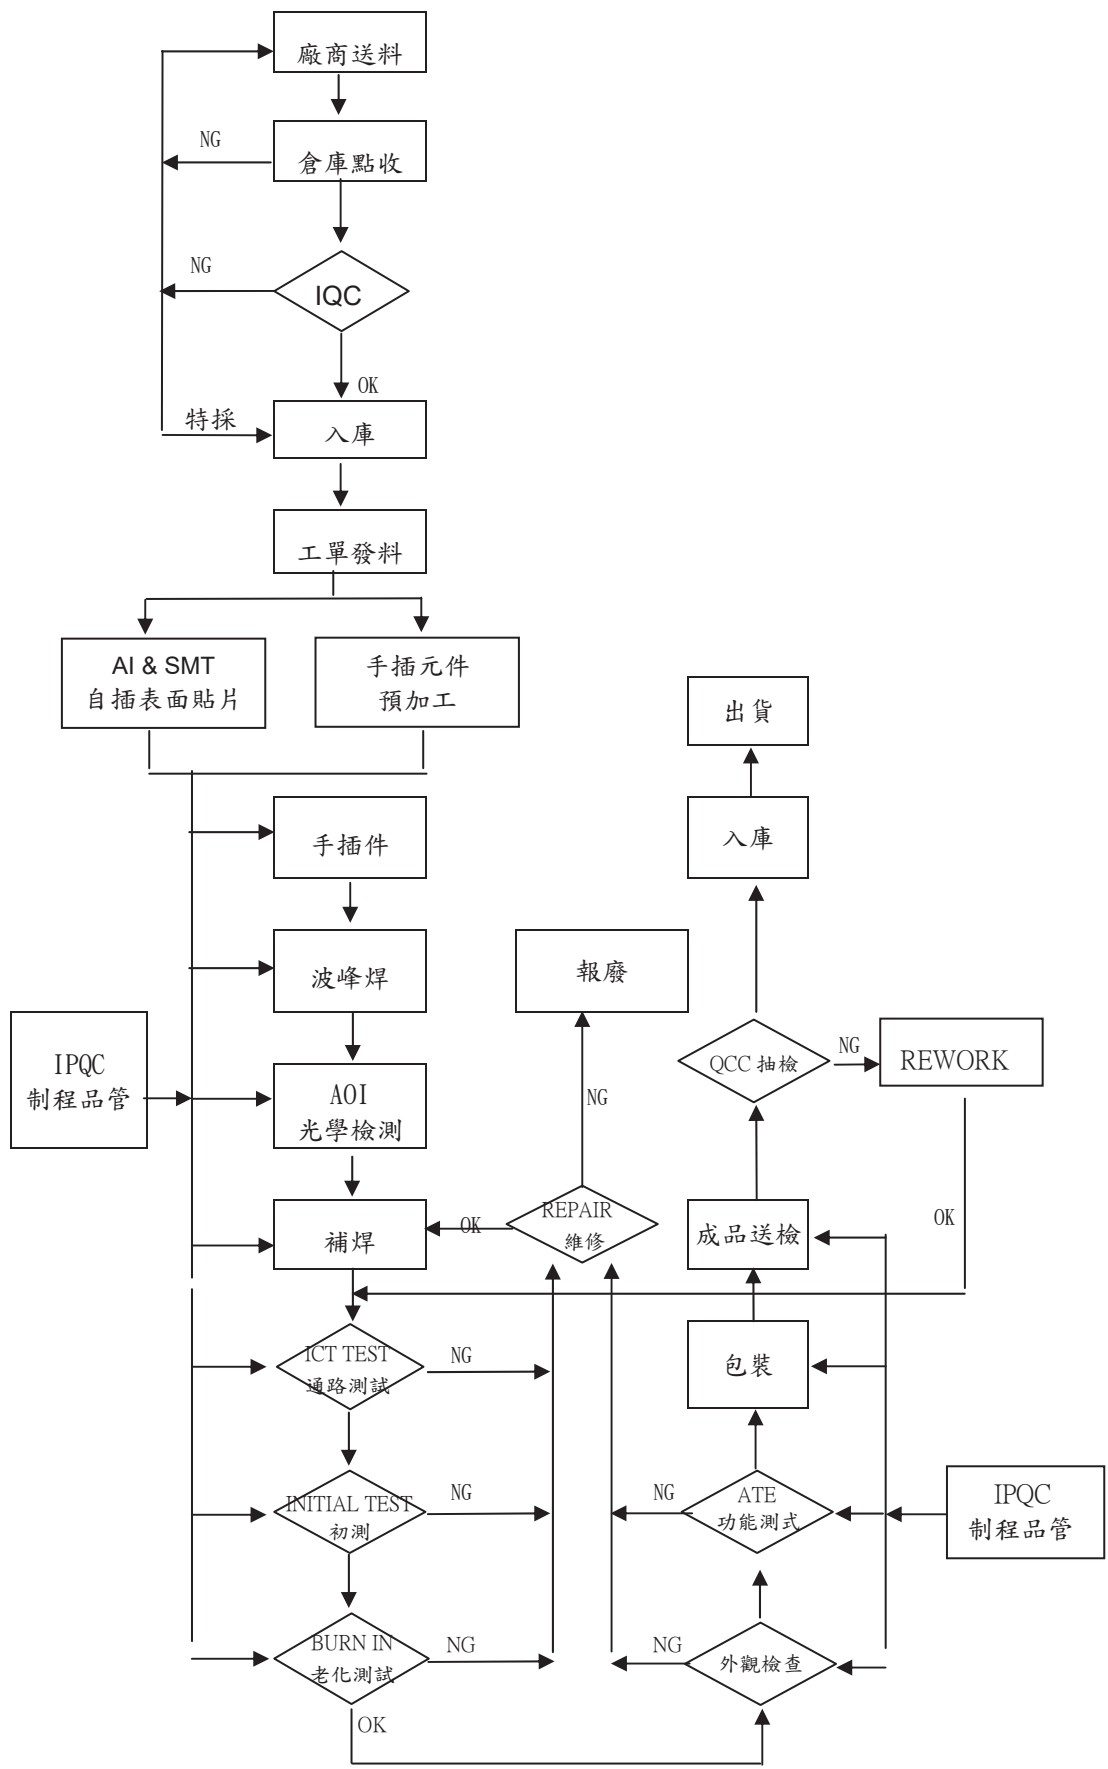 廠商送料
NG
倉庫點收
NG
IQC
OK
特採
入庫
工單發料
AI & SMT
自插表面貼片
手插元件
預加工
出貨
手插件
入庫
波峰焊
報廢
IPQC
制程品管
AOI
光學檢測
NG
QCC 抽檢
NG
REWORK
補焊
OK
REPAIR
維修
成品送檢
OK
ICT TEST
通路測試
NG
包裝
INITIAL TEST
初測
NG
NG
ATE
功能測式
IPQC
制程品管
BURN IN
老化測試
NG
NG
外觀檢查
OK